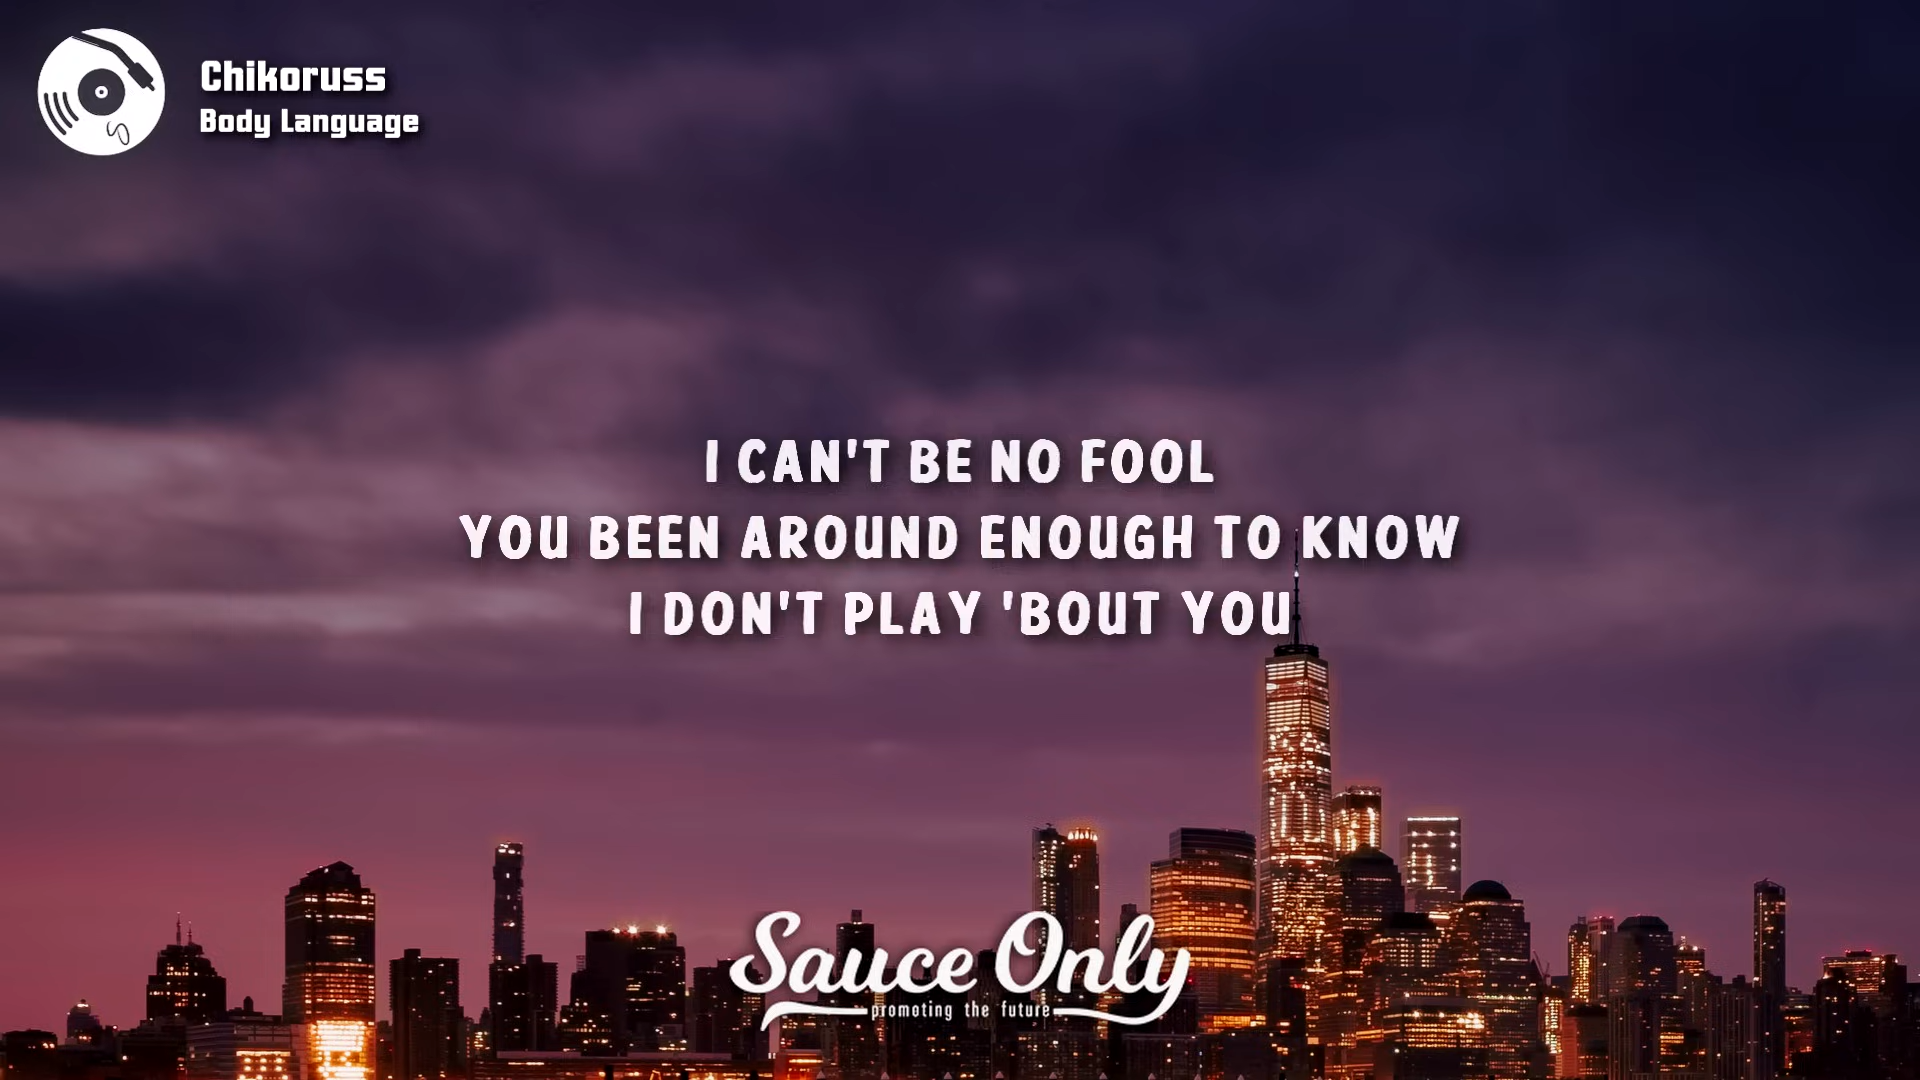 Chikoruss
Body Language
I CAN'T BE NO FOOL
YOU BEEN AROUND ENOUGH TO KNOW
I DON'T PLAY 'BOUT YOU
Sauce Only
promoting the future